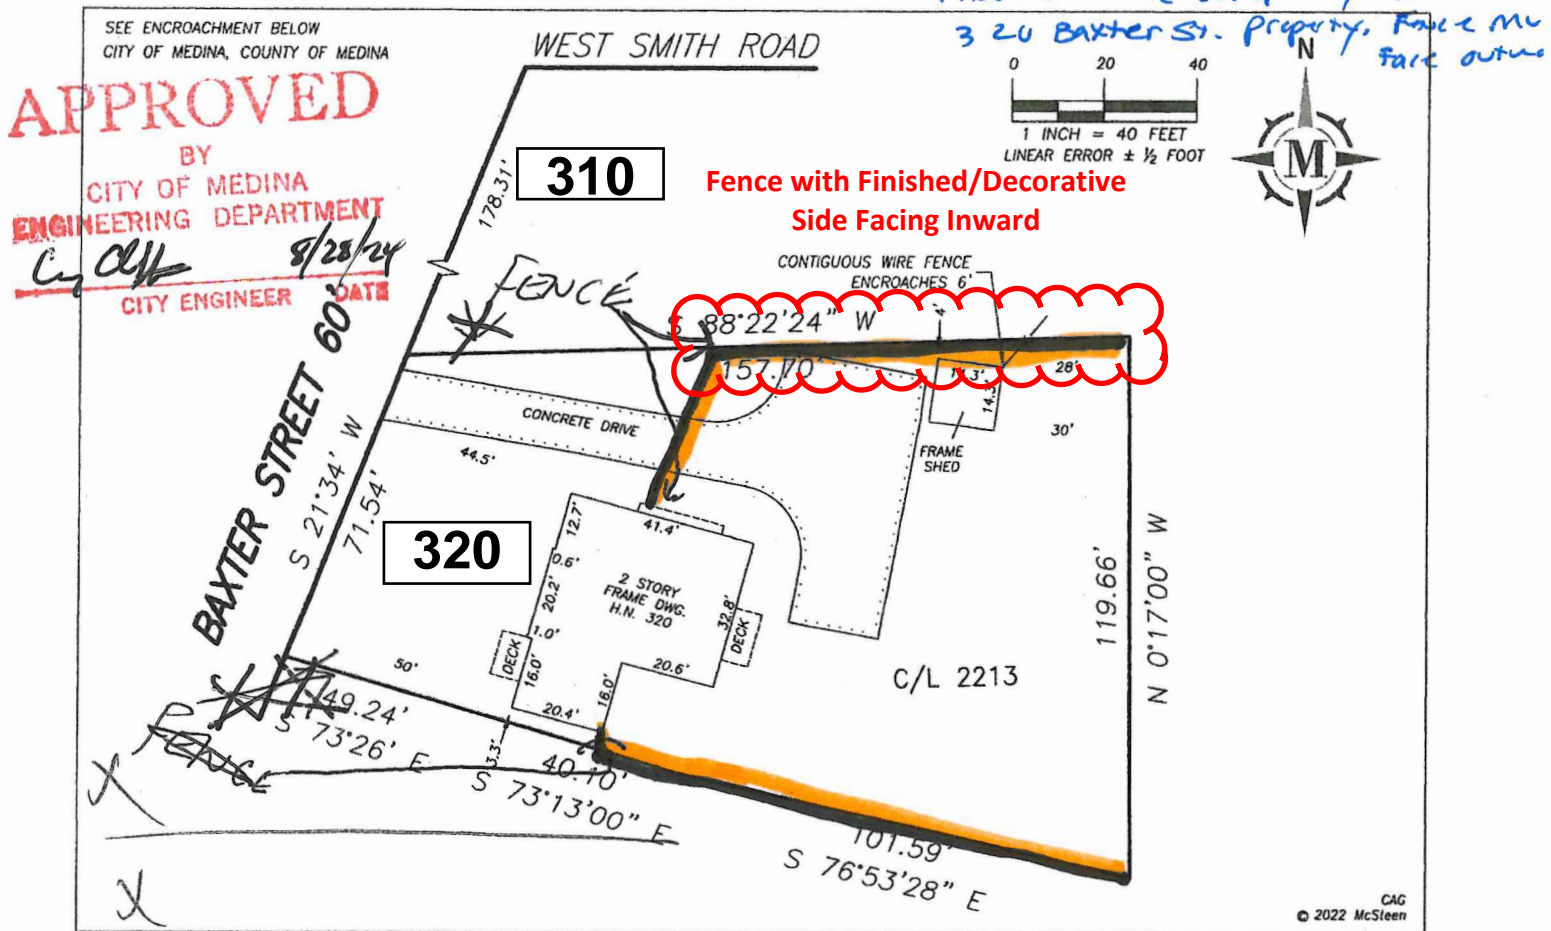 3 20 Baxter St. property, Fence
Face
SEE ENCROACHMENT BELOW
CITY OF MEDINA, COUNTY OF MEDINA
WEST SMITH ROAD
N
0 20 40
1 INCH = 40 FEET
LINEAR ERROR ± ½ FOOT
M
APPROVED
BY
CITY OF MEDINA
ENGINEERING DEPARTMENT
8/28/24
CITY ENGINEER DATE
178.31'
310
Fence with Finished/Decorative
Side Facing Inward
CONTIGUOUS WIRE FENCE
ENCROACHES 6'
FENCE
4'
S 88°22'24" W
157.70'
28'
14.3'
30'
FRAME
SHED
CONCRETE DRIVE
44.5'
BAXTER STREET 60'
S 21°34' W
71.54'
320
41.4'
12.7'
0.6'
20.2'
1.0'
16.0'
2 STORY
FRAME DWG.
H.N. 320
32.8'
DECK
DECK
20.6'
16.0'
20.4'
50'
3.3'
C/L 2213
119.66'
N 0°17'00" W
49.24'
S 73°26' E
40.10'
S 73°13'00" E
101.59'
S 76°53'28" E
X
X
CAG
© 2022 McSteen